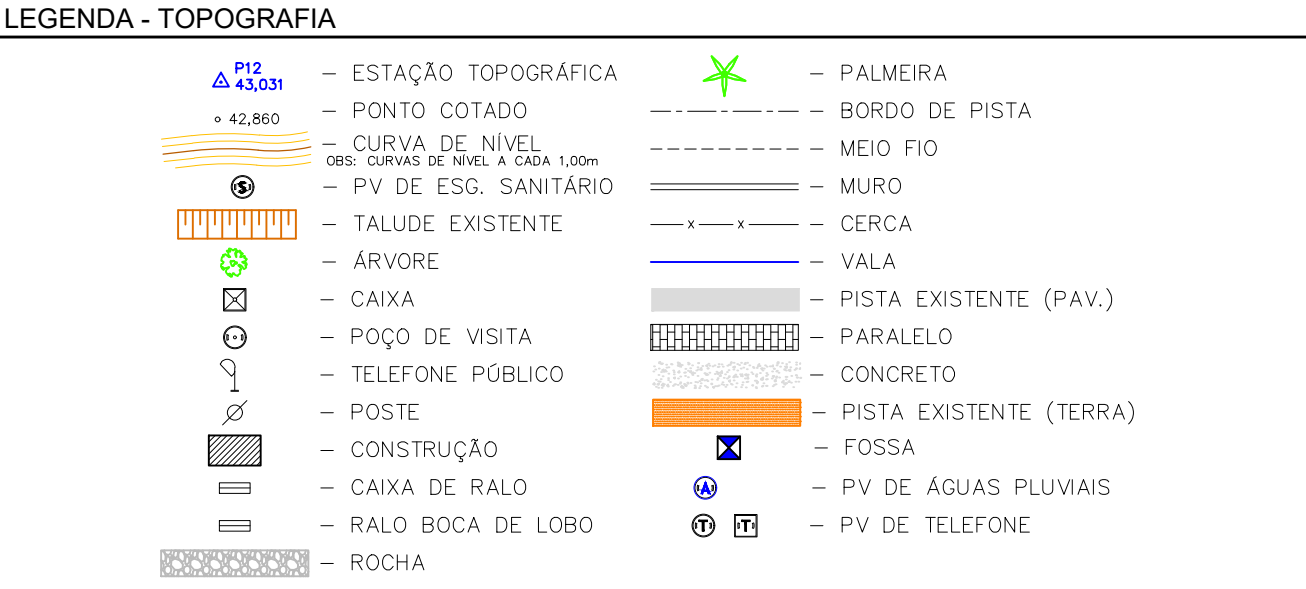 LEGENDA - TOPOGRAFIA
P12
43,031
– ESTAÇÃO TOPOGRÁFICA
42,860
– PONTO COTADO
– CURVA DE NÍVEL
OBS: CURVAS DE NÍVEL A CADA 1,00m
S
– PV DE ESG. SANITÁRIO
– TALUDE EXISTENTE
– ÁRVORE
– CAIXA
– POÇO DE VISITA
– TELEFONE PÚBLICO
– POSTE
– CONSTRUÇÃO
– CAIXA DE RALO
– RALO BOCA DE LOBO
– ROCHA
– PALMEIRA
– BORDO DE PISTA
– MEIO FIO
– MURO
x x
– CERCA
– VALA
– PISTA EXISTENTE (PAV.)
– PARALELO
– CONCRETO
– PISTA EXISTENTE (TERRA)
– FOSSA
A
– PV DE ÁGUAS PLUVIAIS
T T
– PV DE TELEFONE